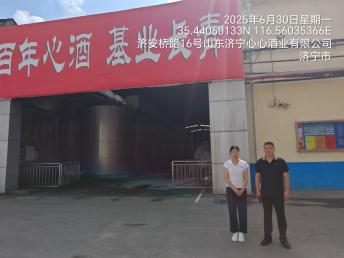 2025年6月30日星期一
35.44060133N 116.56035366E
济安桥路16号山东济宁心心酒业有限公司
济宁市
百年心酒 基业长青